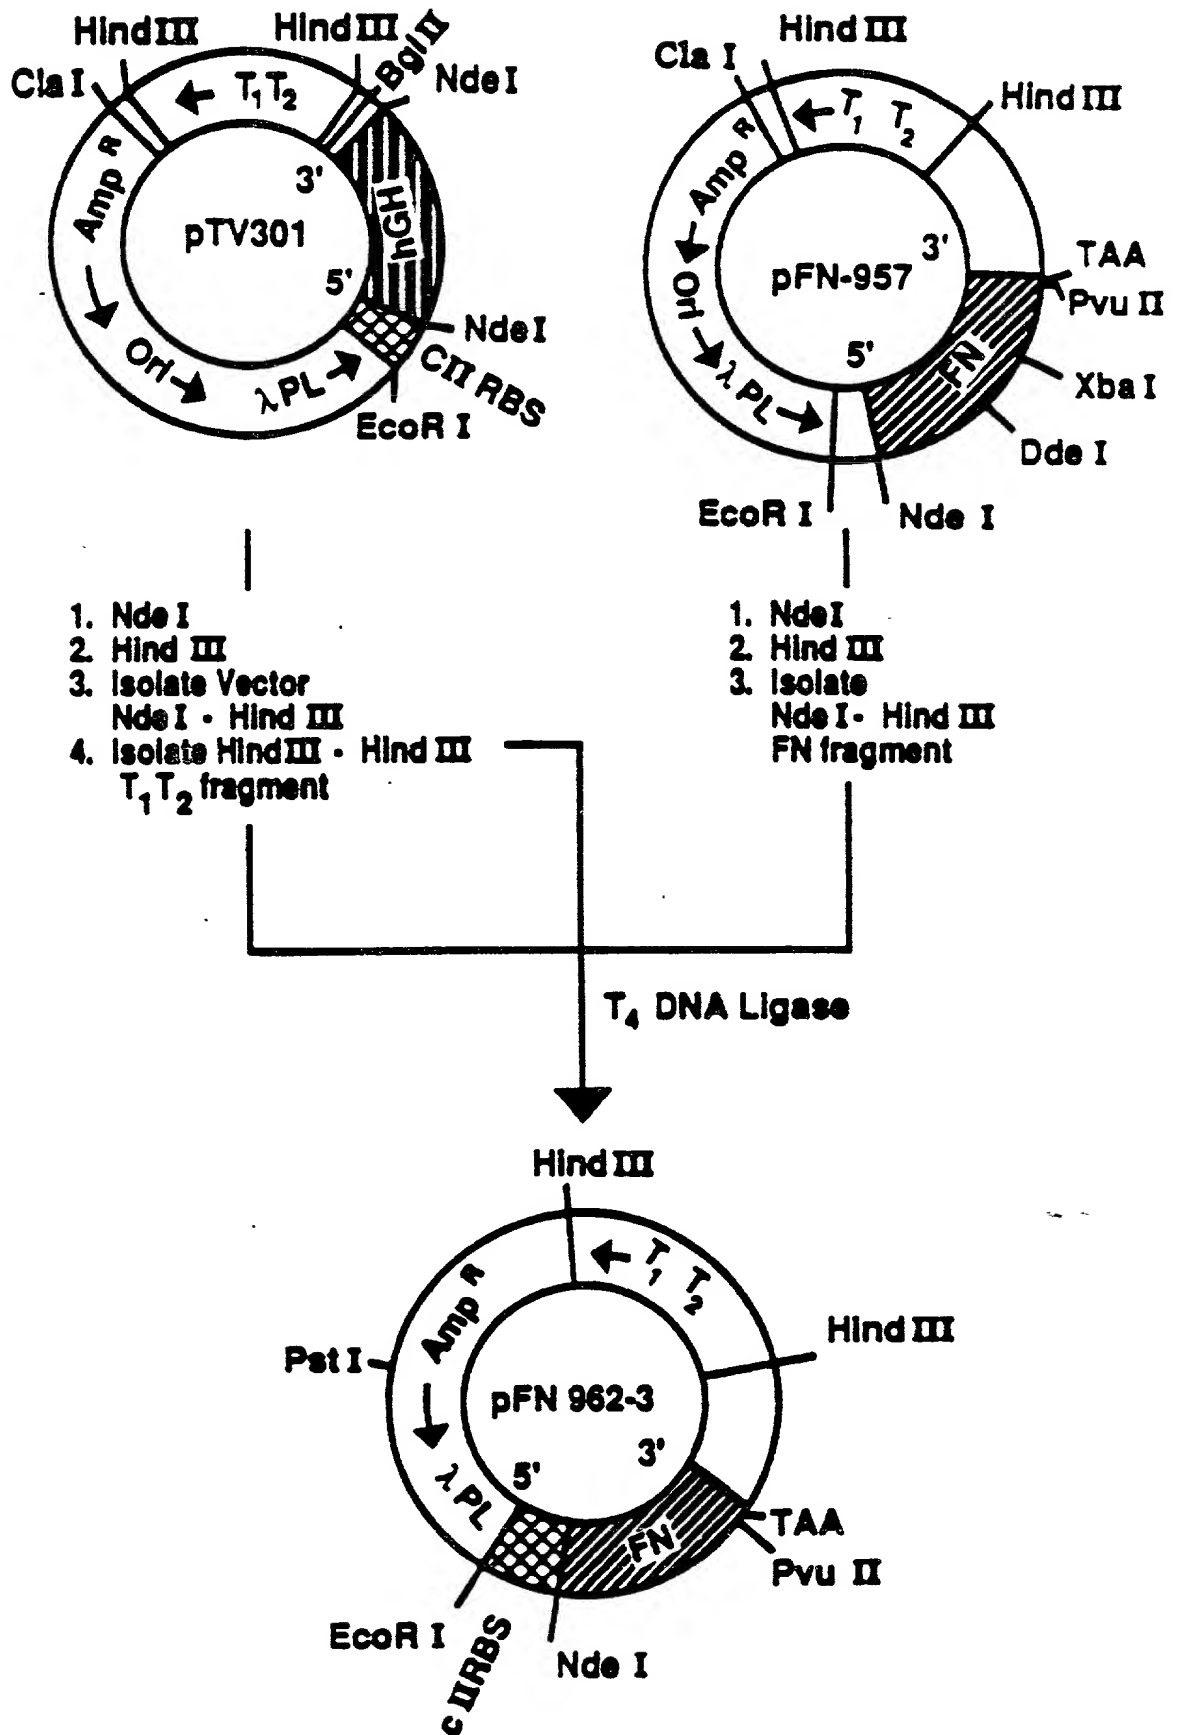 Hind III
Hind III
Bgl II
Cla I
T1 T2
Nde I
Amp R
3'
hGH
pTV301
5'
Nde I
Ori
λ PL
CII RBS
EcoR I
Hind III
Cla I
Hind III
T1 T2
Amp R
3'
TAA
pFN-957
Pvu II
Ori
5'
FN
Xba I
λ PL
Dde I
EcoR I
Nde I
1. Nde I
2. Hind III
3. Isolate Vector
Nde I - Hind III
4. Isolate Hind III - Hind III
T1T2 fragment
1. Nde I
2. Hind III
3. Isolate
Nde I - Hind III
FN fragment
T4 DNA Ligase
Hind III
T1 T2
Amp R
Hind III
Pst I
pFN 962-3
3'
5'
λ PL
TAA
FN
Pvu II
EcoR I
c II RBS
Nde I